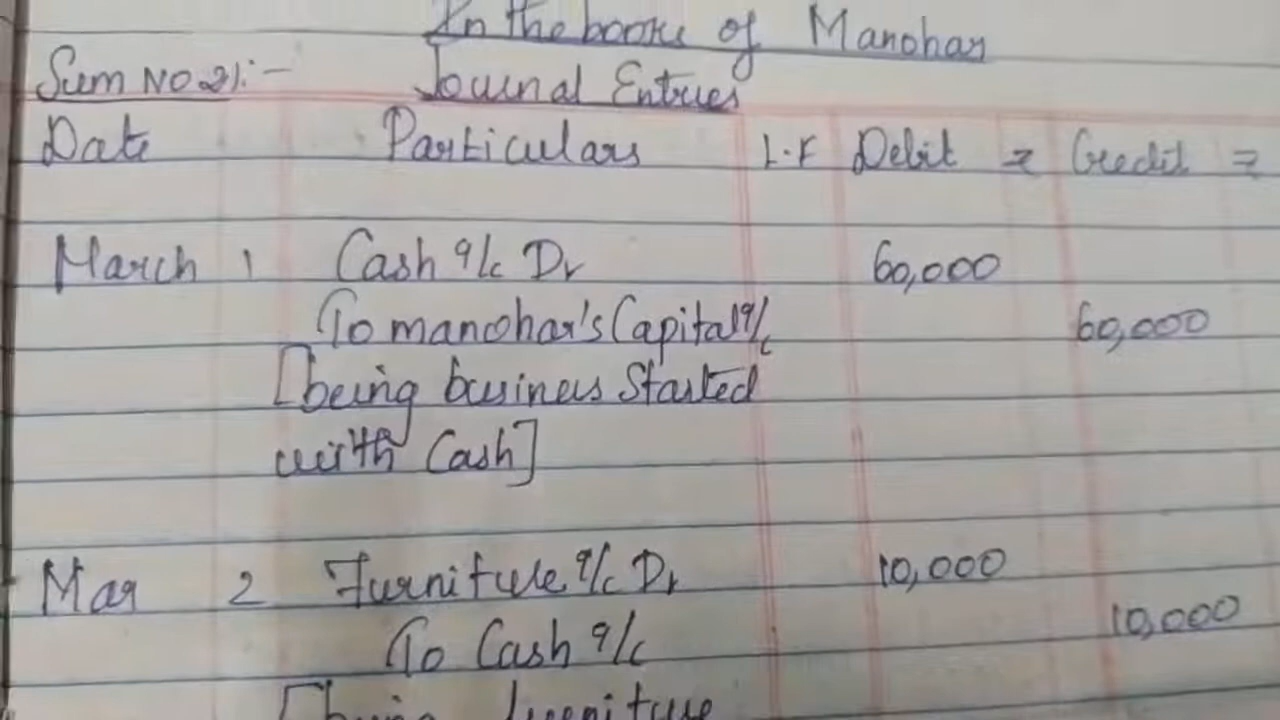 In the books of Manohar
Sum NO 21:- Journal Entries
Date Particulars L.F Debit ₹ Credit ₹
March 1 Cash a/c Dr 60,000
To manohar's Capital a/c 60,000
[being business Started
with Cash]
Mar 2 Furniture a/c Dr 10,000
To Cash a/c 10,000
[being furniture